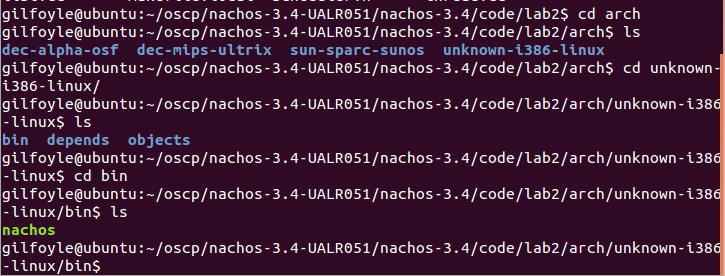 gilfoyle@ubuntu:~/oscp/nachos-3.4-UALR051/nachos-3.4/code/lab2$ cd arch
gilfoyle@ubuntu:~/oscp/nachos-3.4-UALR051/nachos-3.4/code/lab2/arch$ ls
dec-alpha-osf  dec-mips-ultrix  sun-sparc-sunos  unknown-i386-linux
gilfoyle@ubuntu:~/oscp/nachos-3.4-UALR051/nachos-3.4/code/lab2/arch$ cd unknown-
i386-linux/
gilfoyle@ubuntu:~/oscp/nachos-3.4-UALR051/nachos-3.4/code/lab2/arch/unknown-i386
-linux$ ls
bin  depends  objects
gilfoyle@ubuntu:~/oscp/nachos-3.4-UALR051/nachos-3.4/code/lab2/arch/unknown-i386
-linux$ cd bin
gilfoyle@ubuntu:~/oscp/nachos-3.4-UALR051/nachos-3.4/code/lab2/arch/unknown-i386
-linux/bin$ ls
nachos
gilfoyle@ubuntu:~/oscp/nachos-3.4-UALR051/nachos-3.4/code/lab2/arch/unknown-i386
-linux/bin$